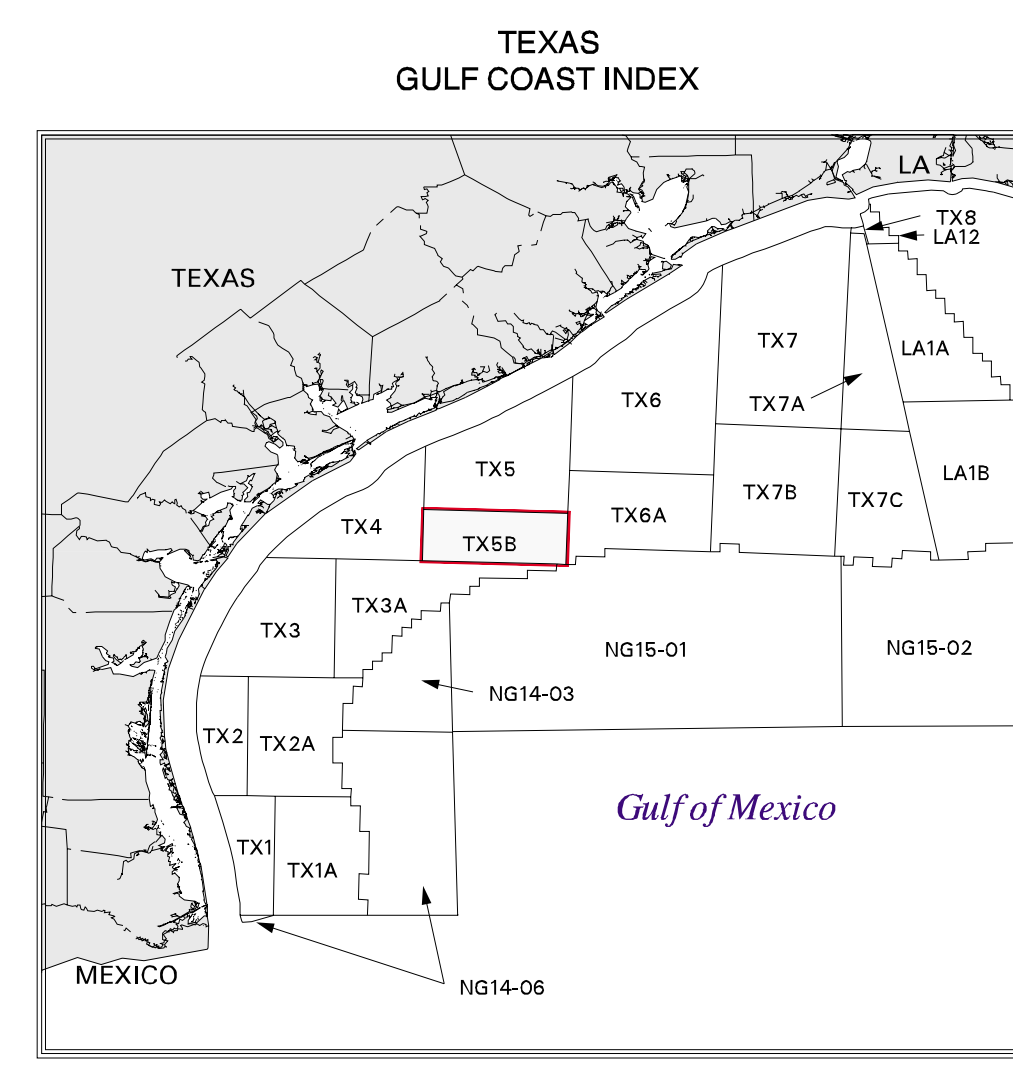 TEXAS
GULF COAST INDEX
LA
TX8
LA12
TEXAS
TX7
LA1A
TX7A
TX6
TX5
LA1B
TX7B
TX7C
TX6A
TX4
TX5B
TX3A
TX3
NG15-01
NG15-02
NG14-03
TX2
TX2A
Gulf of Mexico
TX1
TX1A
MEXICO
NG14-06